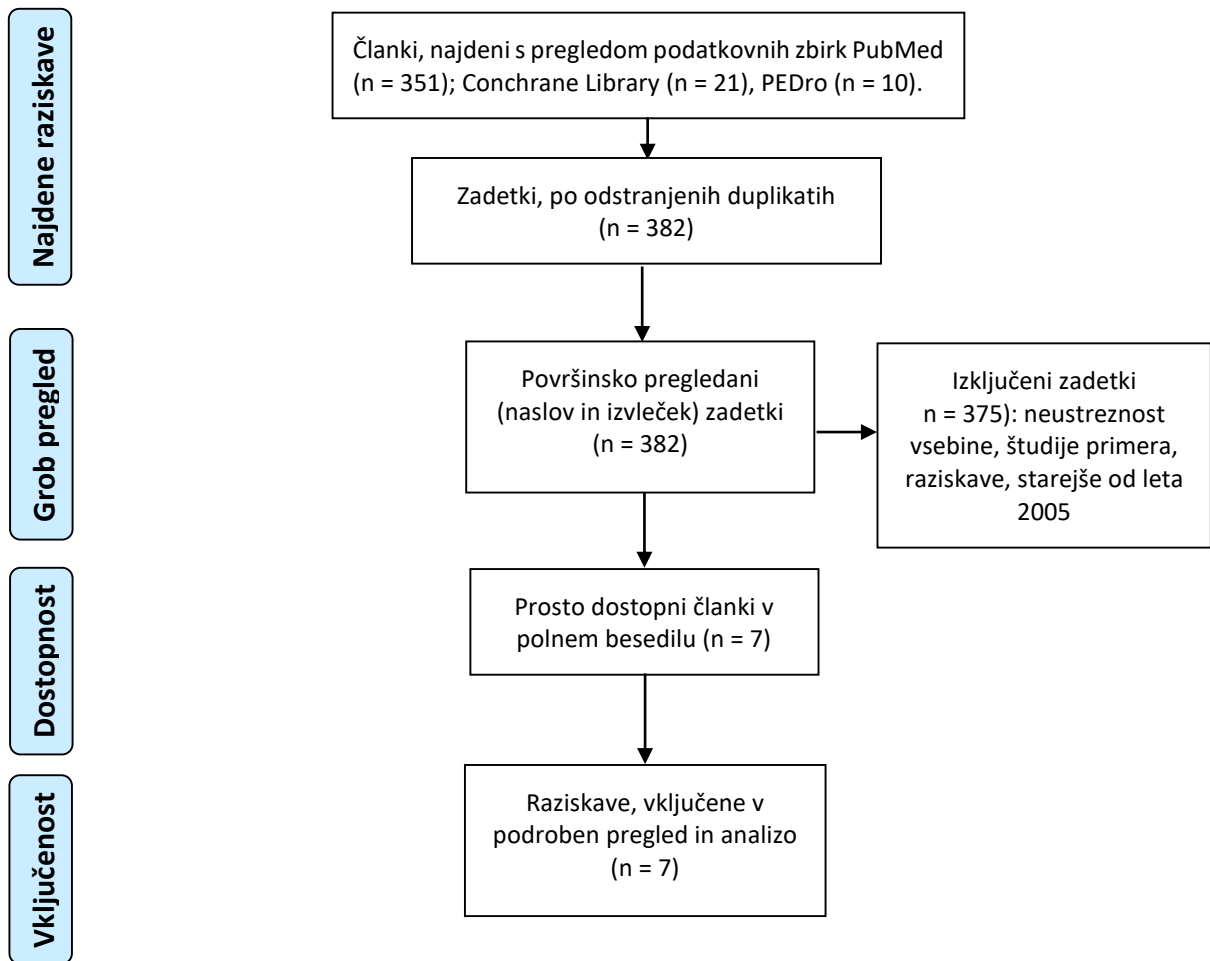 Najdene raziskave
Članki, najdeni s pregledom podatkovnih zbirk PubMed
(n = 351); Conchrane Library (n = 21), PEDro (n = 10).
Zadetki, po odstranjenih duplikatih
(n = 382)
Grob pregled
Površinsko pregledani
(naslov in izvleček) zadetki
(n = 382)
Izključeni zadetki
n = 375): neustreznost
vsebine, študije primera,
raziskave, starejše od leta
2005
Dostopnost
Prosto dostopni članki v
polnem besedilu (n = 7)
Vključenost
Raziskave, vključene v
podroben pregled in analizo
(n = 7)